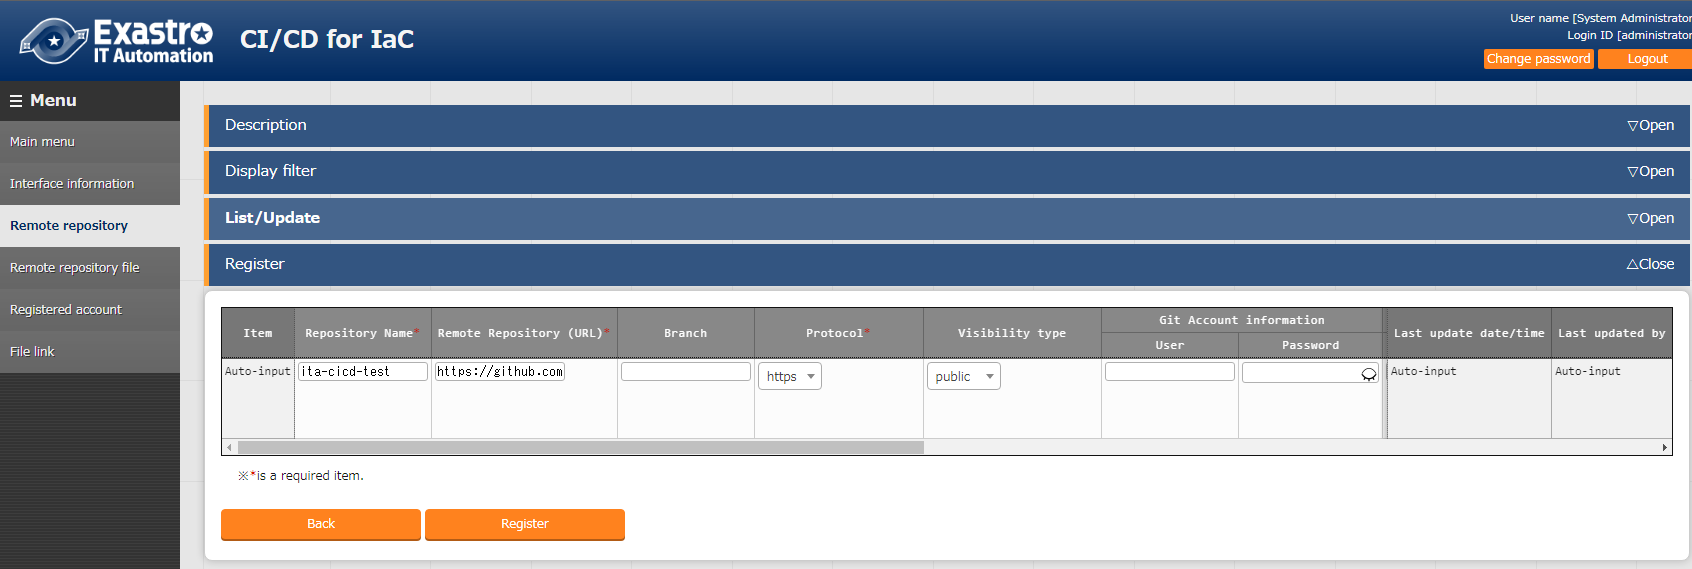 Exastro
IT Automation
CI/CD for IaC
User name [System Administrator
Login ID [administrator
Change password
Logout
Menu
Main menu
Interface information
Remote repository
Remote repository file
Registered account
File link
Description
▽Open
Display filter
▽Open
List/Update
▽Open
Register
△Close
Item
Repository Name*
Remote Repository (URL)*
Branch
Protocol*
Visibility type
Git Account information
User
Password
Last update date/time
Last updated by
Auto-input
ita-cicd-test
https://github.com
https
public
Auto-input
Auto-input
※*is a required item.
Back
Register